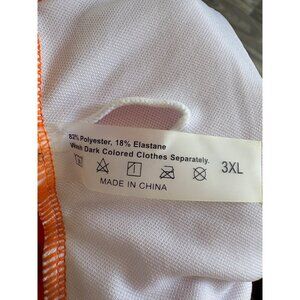 82% Polyester, 18% Elastane
Wash Dark Colored Clothes Separately.
3XL
MADE IN CHINA